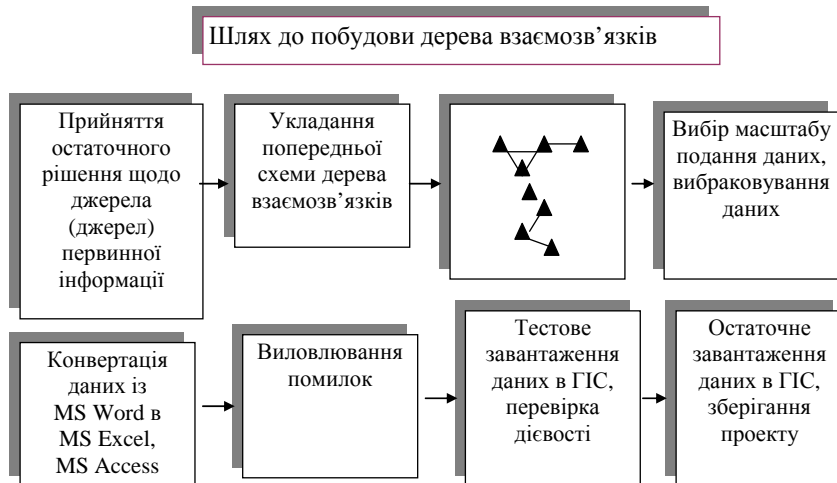 Шлях до побудови дерева взаємозв’язків
Прийняття
остаточного
рішення щодо
джерела
(джерел)
первинної
інформації
Укладання
попередньої
схеми дерева
взаємозв’язків
Вибір масштабу
подання даних,
вибраковування
даних
Конвертація
даних із
MS Word в
MS Excel,
MS Access
Виловлювання
помилок
Тестове
завантаження
даних в ГІС,
перевірка
дієвості
Остаточне
завантаження
даних в ГІС,
зберігання
проекту